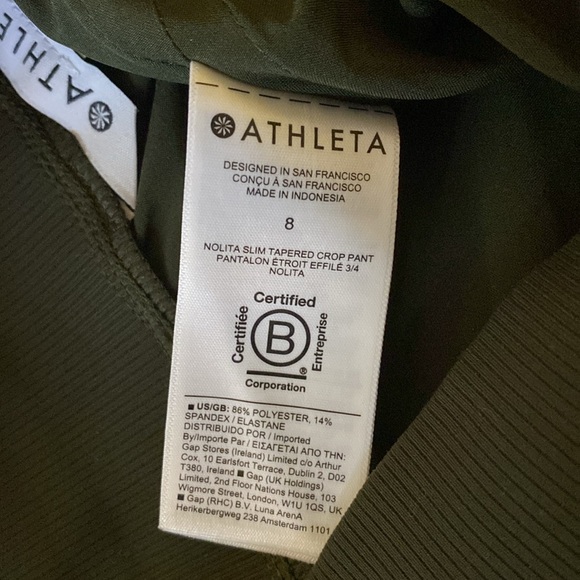 ATHLE
ATHLETA
DESIGNED IN SAN FRANCISCO
CONÇU À SAN FRANCISCO
MADE IN INDONESIA
8
NOLITA SLIM TAPERED CROP PANT
PANTALON ÉTROIT EFFILÉ 3/4
NOLITA
Certified
Certifiée
B
Entreprise
®
Corporation
■ US/GB: 86% POLYESTER, 14%
SPANDEX / ELASTANE
DISTRIBUIDO POR / Imported
By/Importe Par / ΕΙΣΑΓΕΤΑΙ ΑΠΟ ΤΗΝ:
Gap Stores (Ireland) Limited c/o Arthur
Cox, 10 Earlsfort Terrace, Dublin 2, D02
T380, Ireland ■ Gap (UK Holdings)
Limited, 2nd Floor Nations House, 103
Wigmore Street, London, W1U 1QS, UK
■ Gap (RHC) B.V., Luna ArenA
Herikerbergweg 238 Amsterdam 1101